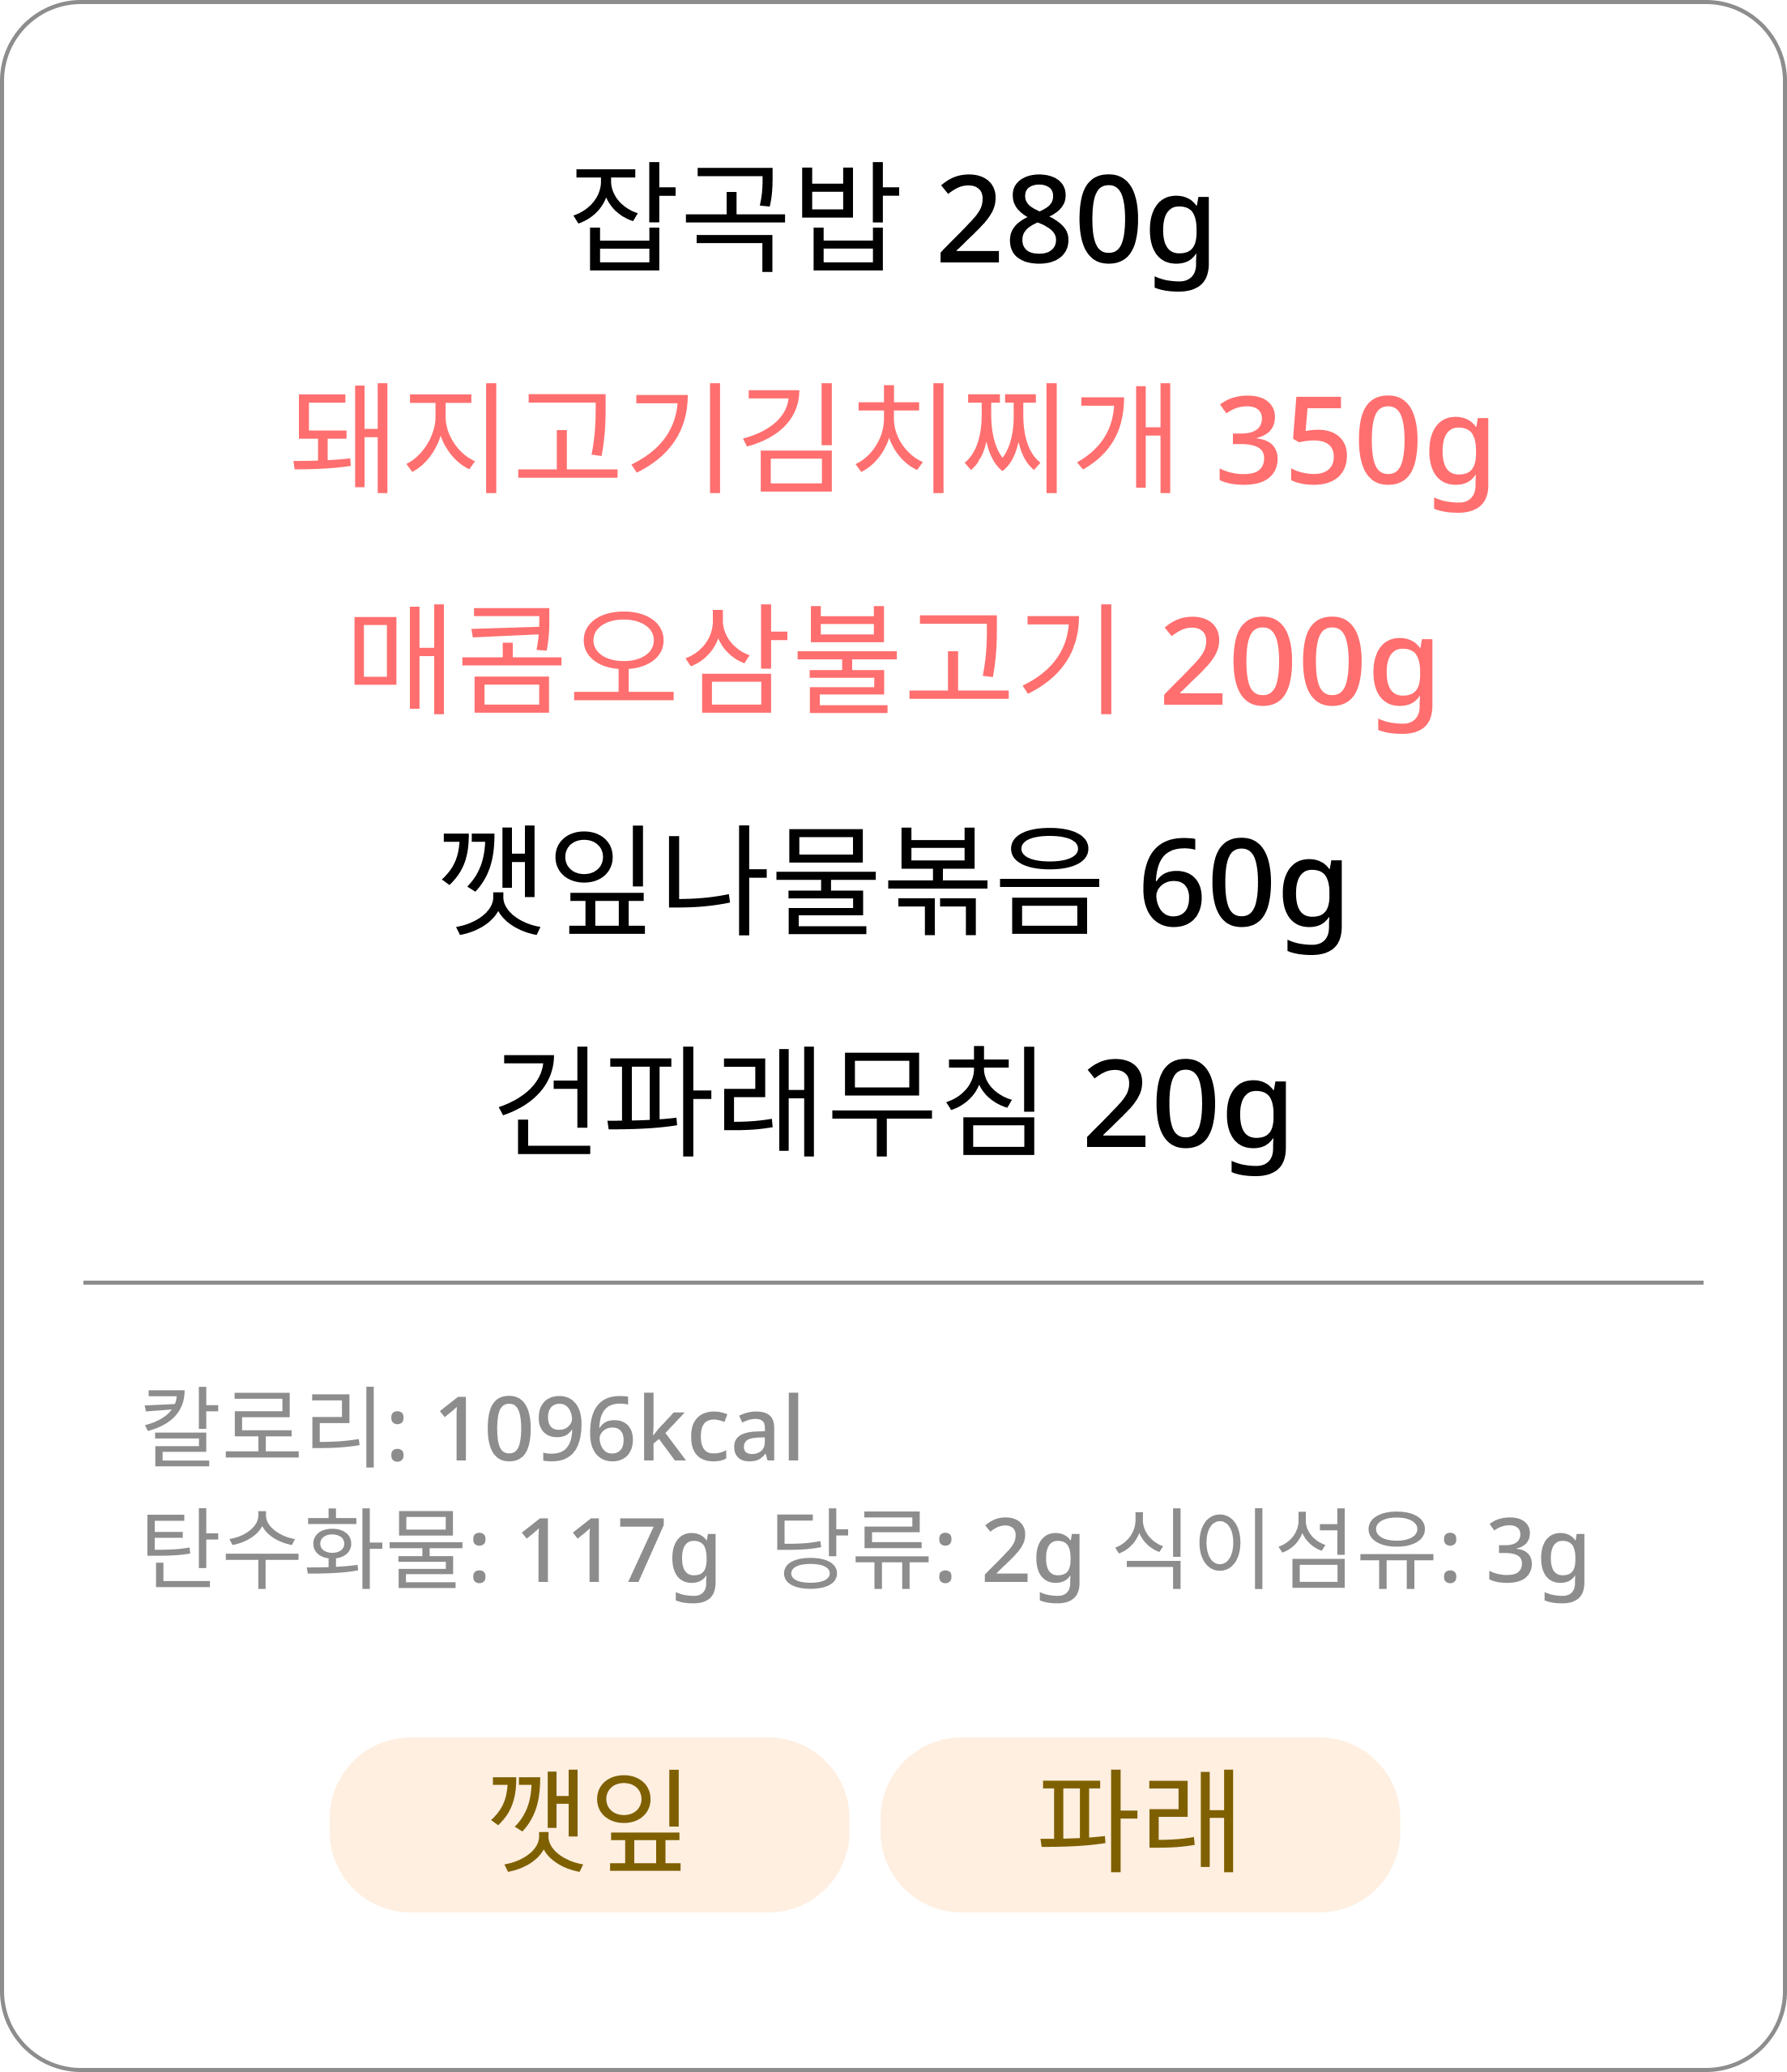 잡곡밥 280g
돼지고기김치찌개 350g
매콤오삼불고기 200g
깻잎나물볶음 60g
건파래무침 20g
칼로리: 1096kcal
탄수화물: 117g 당류: 2g 식이섬유: 3g
깻잎 파래